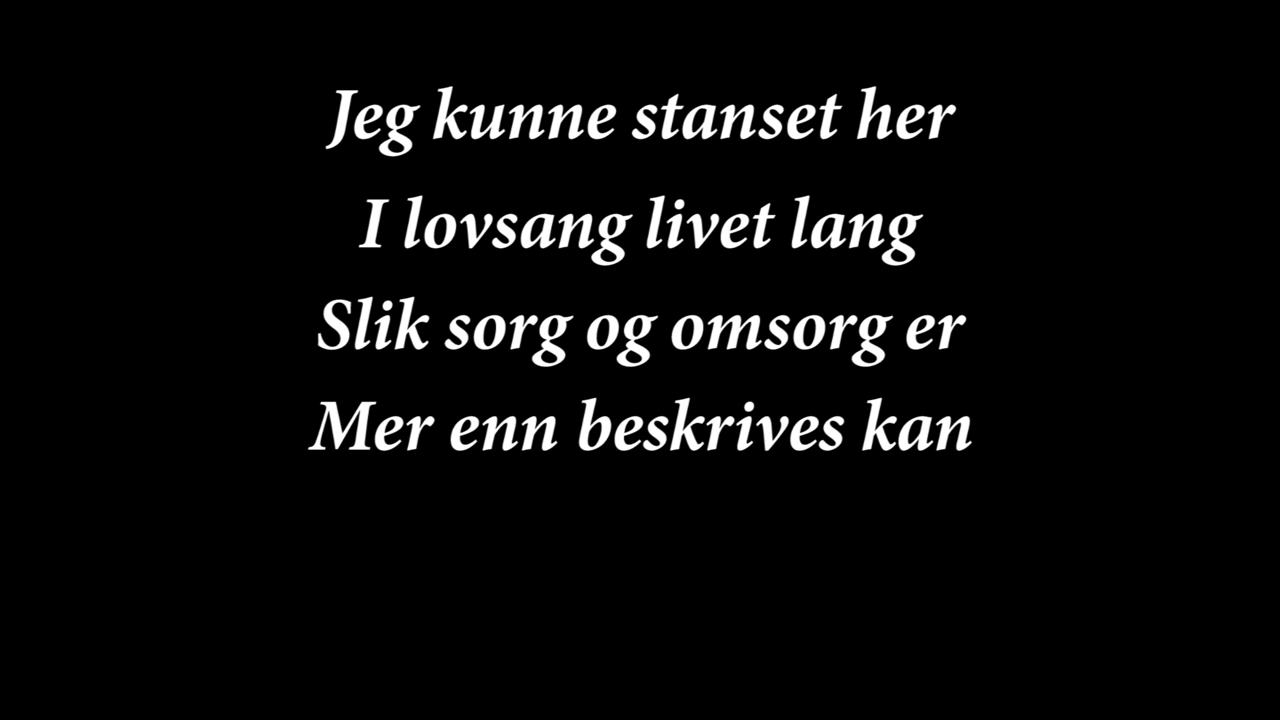 Jeg kunne stanset her
I lovsang livet lang
Slik sorg og omsorg er
Mer enn beskrives kan